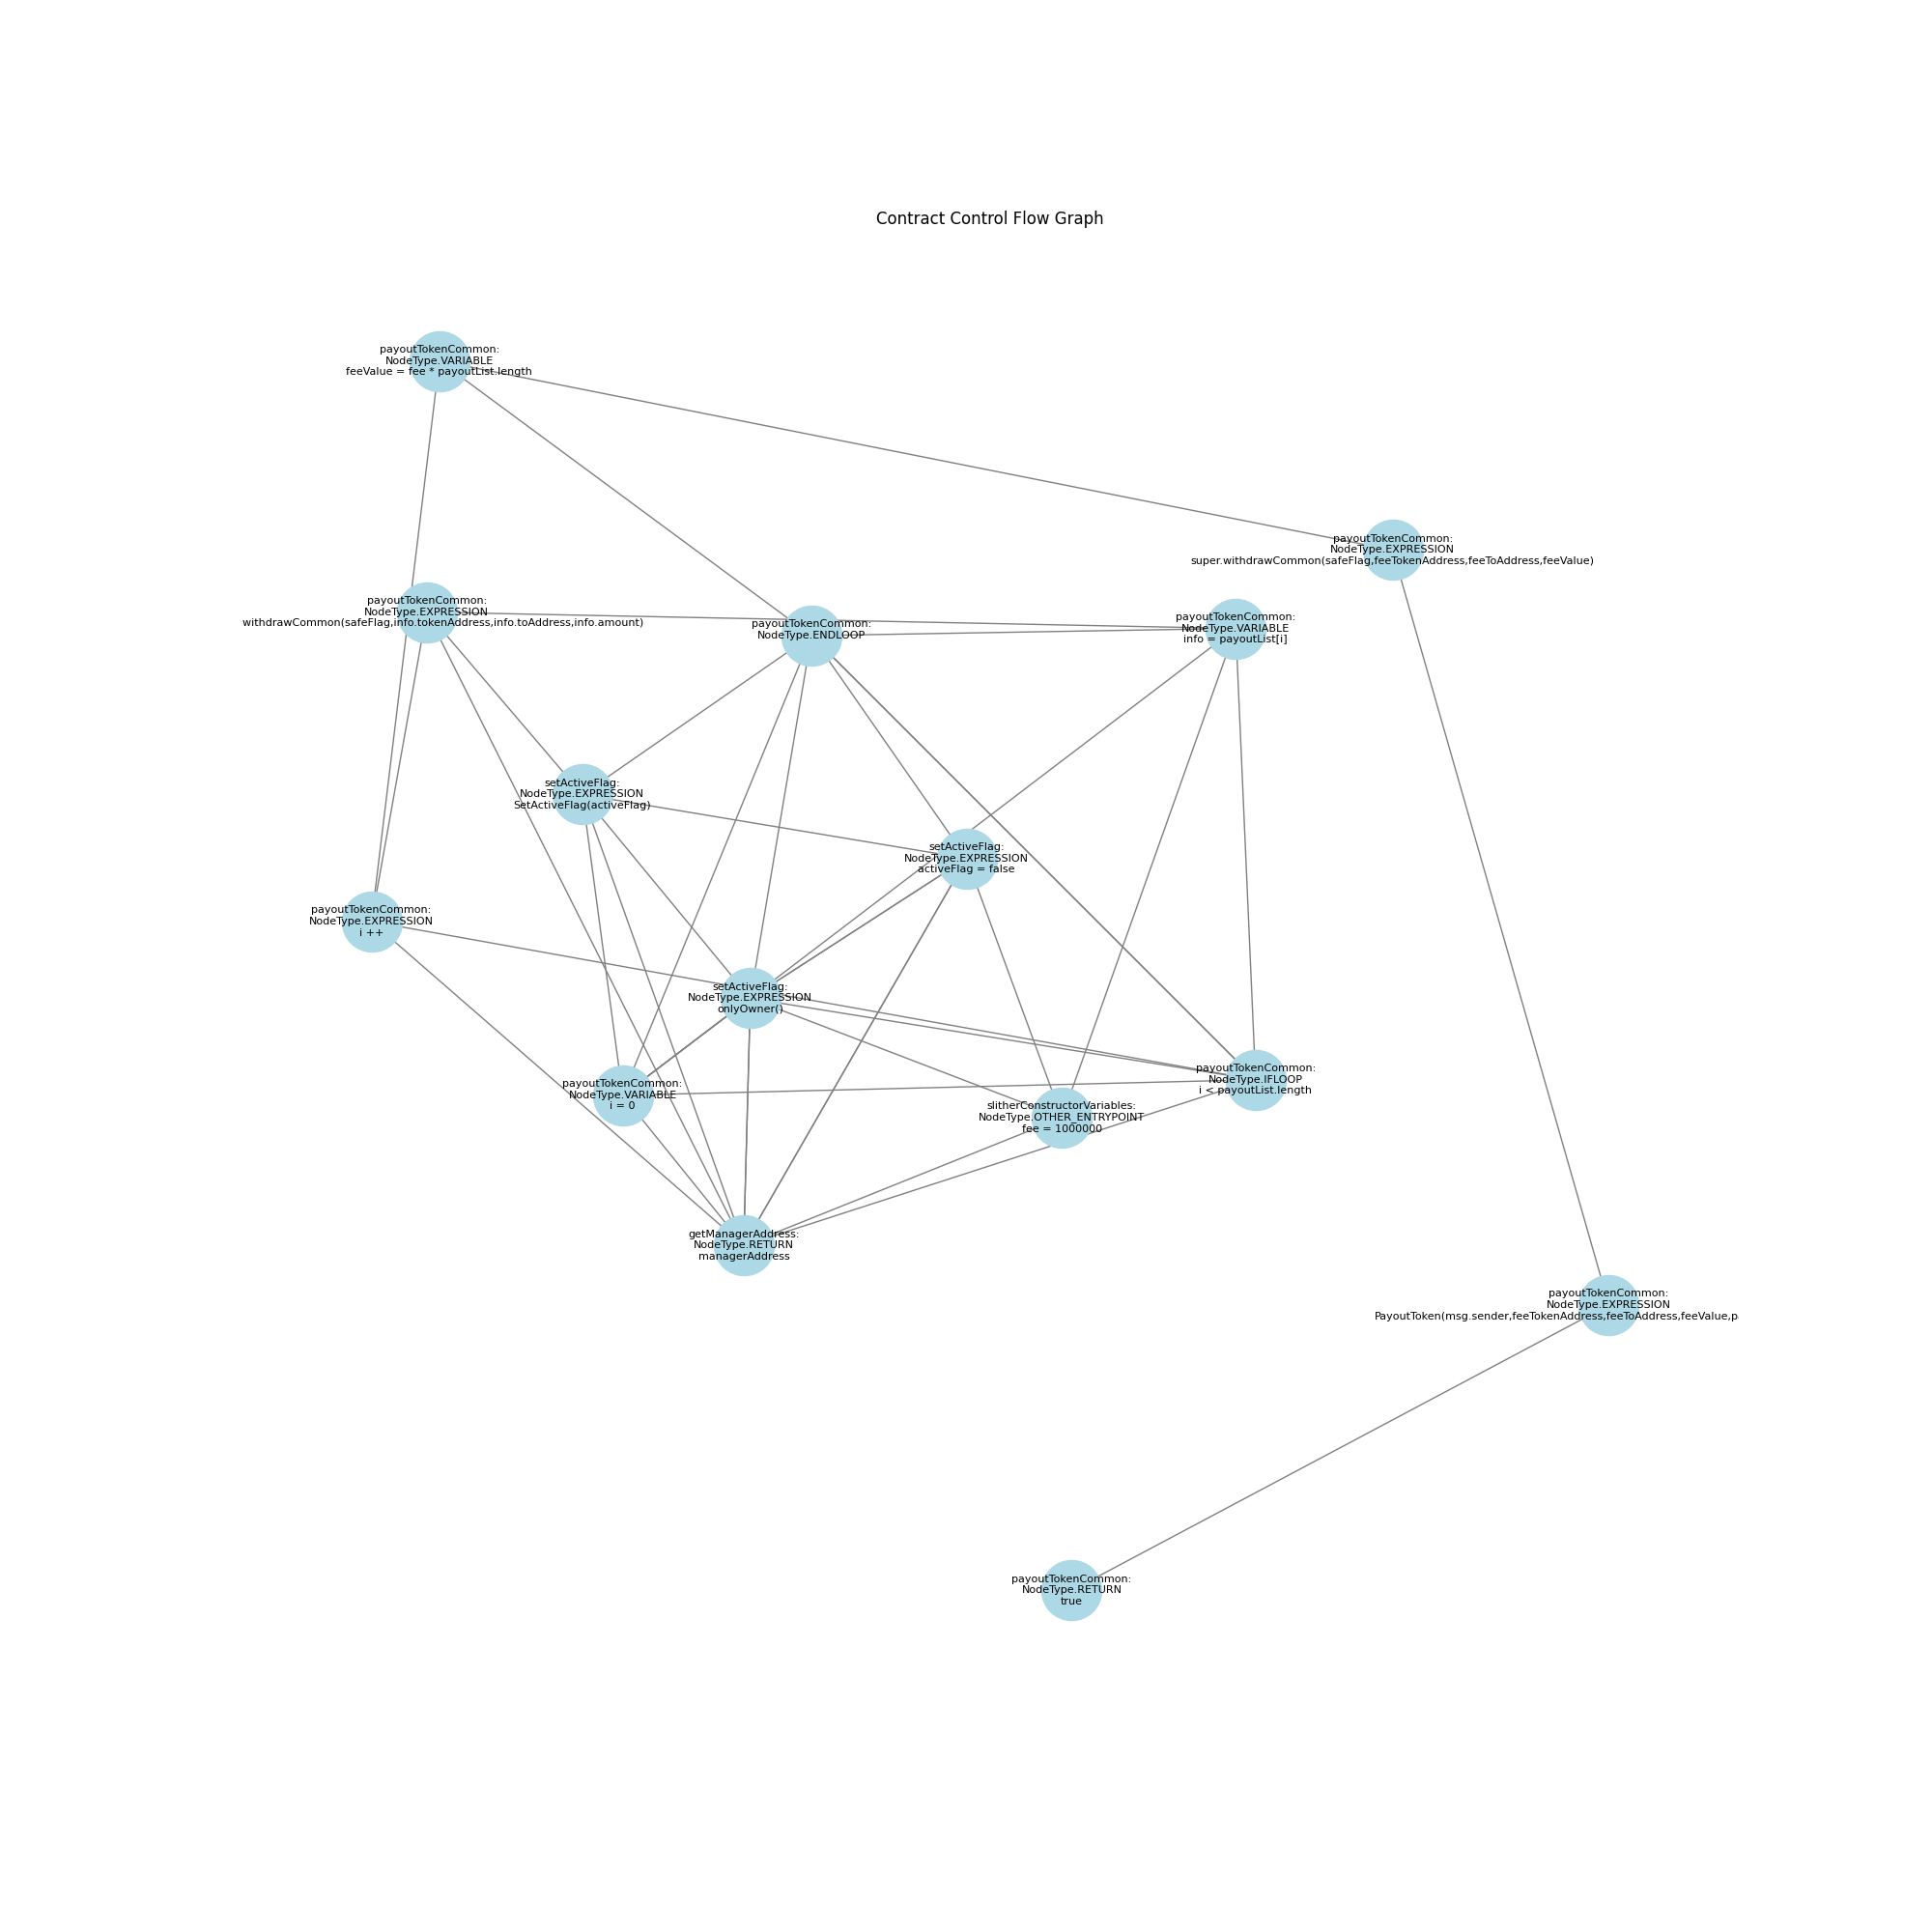 Contract Control Flow Graph
payoutTokenCommon:
NodeType.VARIABLE
feeValue = fee * payoutList.length
payoutTokenCommon:
NodeType.EXPRESSION
super.withdrawCommon(safeFlag,feeTokenAddress,feeToAddress,feeValue)
payoutTokenCommon:
NodeType.EXPRESSION
withdrawCommon(safeFlag,info.tokenAddress,info.toAddress,info.amount)
payoutTokenCommon:
NodeType.ENDLOOP
payoutTokenCommon:
NodeType.VARIABLE
info = payoutList[i]
setActiveFlag:
NodeType.EXPRESSION
SetActiveFlag(activeFlag)
setActiveFlag:
NodeType.EXPRESSION
activeFlag = false
payoutTokenCommon:
NodeType.EXPRESSION
i ++
setActiveFlag:
NodeType.EXPRESSION
onlyOwner()
payoutTokenCommon:
NodeType.VARIABLE
i = 0
payoutTokenCommon:
NodeType.IFLOOP
i < payoutList.length
slitherConstructorVariables:
NodeType.OTHER_ENTRYPOINT
fee = 1000000
getManagerAddress:
NodeType.RETURN
managerAddress
payoutTokenCommon:
NodeType.EXPRESSION
PayoutToken(msg.sender,feeTokenAddress,feeToAddress,feeValue,p
payoutTokenCommon:
NodeType.RETURN
true